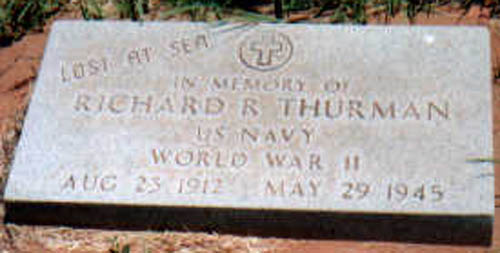 LOST AT SEA
IN MEMORY OF
RICHARD R THURMAN
US NAVY
WORLD WAR II
AUG 23 1912 MAY 29 1945